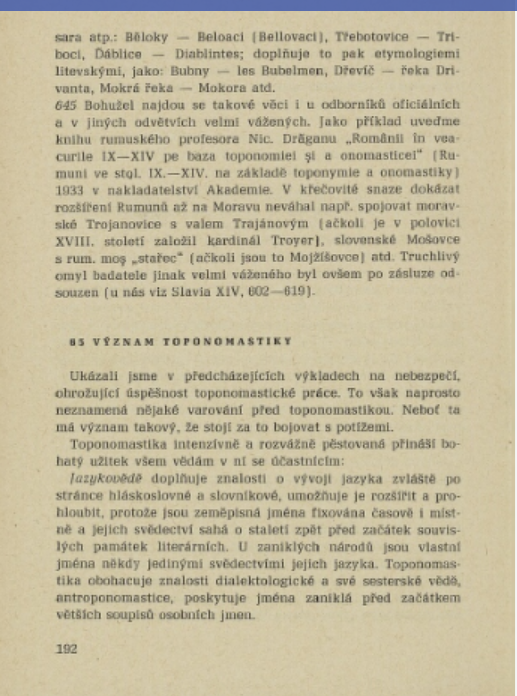 sara atp.: Běloky — Beloaci (Bellovaci), Třebotovice — Tri-
boci, Ďáblice — Diablintes; doplňuje to pak etymologiemi
litevskými, jako: Bubny — les Bubelmen, Dřevíč — řeka Dri-
vanta, Mokrá řeka — Mokora atd.
645 Bohužel najdou se takové věci i u odborníků oficiálních
a v jiných odvětvích velmi vážených. Jako příklad uveďme
knihu rumuského profesora Nic. Drăganu „Românii în vea-
curile IX—XIV pe baza toponomiei şi a onomasticei“ (Ru-
muni ve stol. IX.—XIV. na základě toponymie a onomastiky)
1933 v nakladatelství Akademie. V křečovité snaze dokázat
rozšíření Rumunů až na Moravu neváhal např. spojovat morav-
ské Trojanovice s valem Trajánovým (ačkoli je v polovici
XVIII. století založil kardinál Troyer), slovenské Mošovce
s rum. moş „stařec“ (ačkoli jsou to Mojžíšovce) atd. Truchlivý
omyl badatele jinak velmi váženého byl ovšem po zásluze od-
souzen (u nás viz Slavia XIV, 602—619).
85 VÝZNAM TOPONOMASTIKY
Ukázali jsme v předcházejících výkladech na nebezpečí,
ohrožující úspěšnost toponomastické práce. To však naprosto
neznamená nějaké varování před toponomastikou. Neboť ta
má význam takový, že stojí za to bojovat s potížemi.
Toponomastika intenzívně a rozvážně pěstovaná přináší bo-
hatý užitek všem vědám v ní se účastnícím:
Jazykovědě doplňuje znalosti o vývoji jazyka zvláště po
stránce hláskoslovné a slovníkové, umožňuje je rozšířit a pro-
hloubit, protože jsou zeměpisná jména fixována časově i míst-
ně a jejich svědectví sahá o staletí zpět před začátek souvis-
lých památek literárních. U zaniklých národů jsou vlastní
jména někdy jedinými svědectvími jejich jazyka. Toponomas-
tika obohacuje znalosti dialektologické a své sesterské vědě,
antroponomastice, poskytuje jména zaniklá před začátkem
větších soupisů osobních jmen.
192